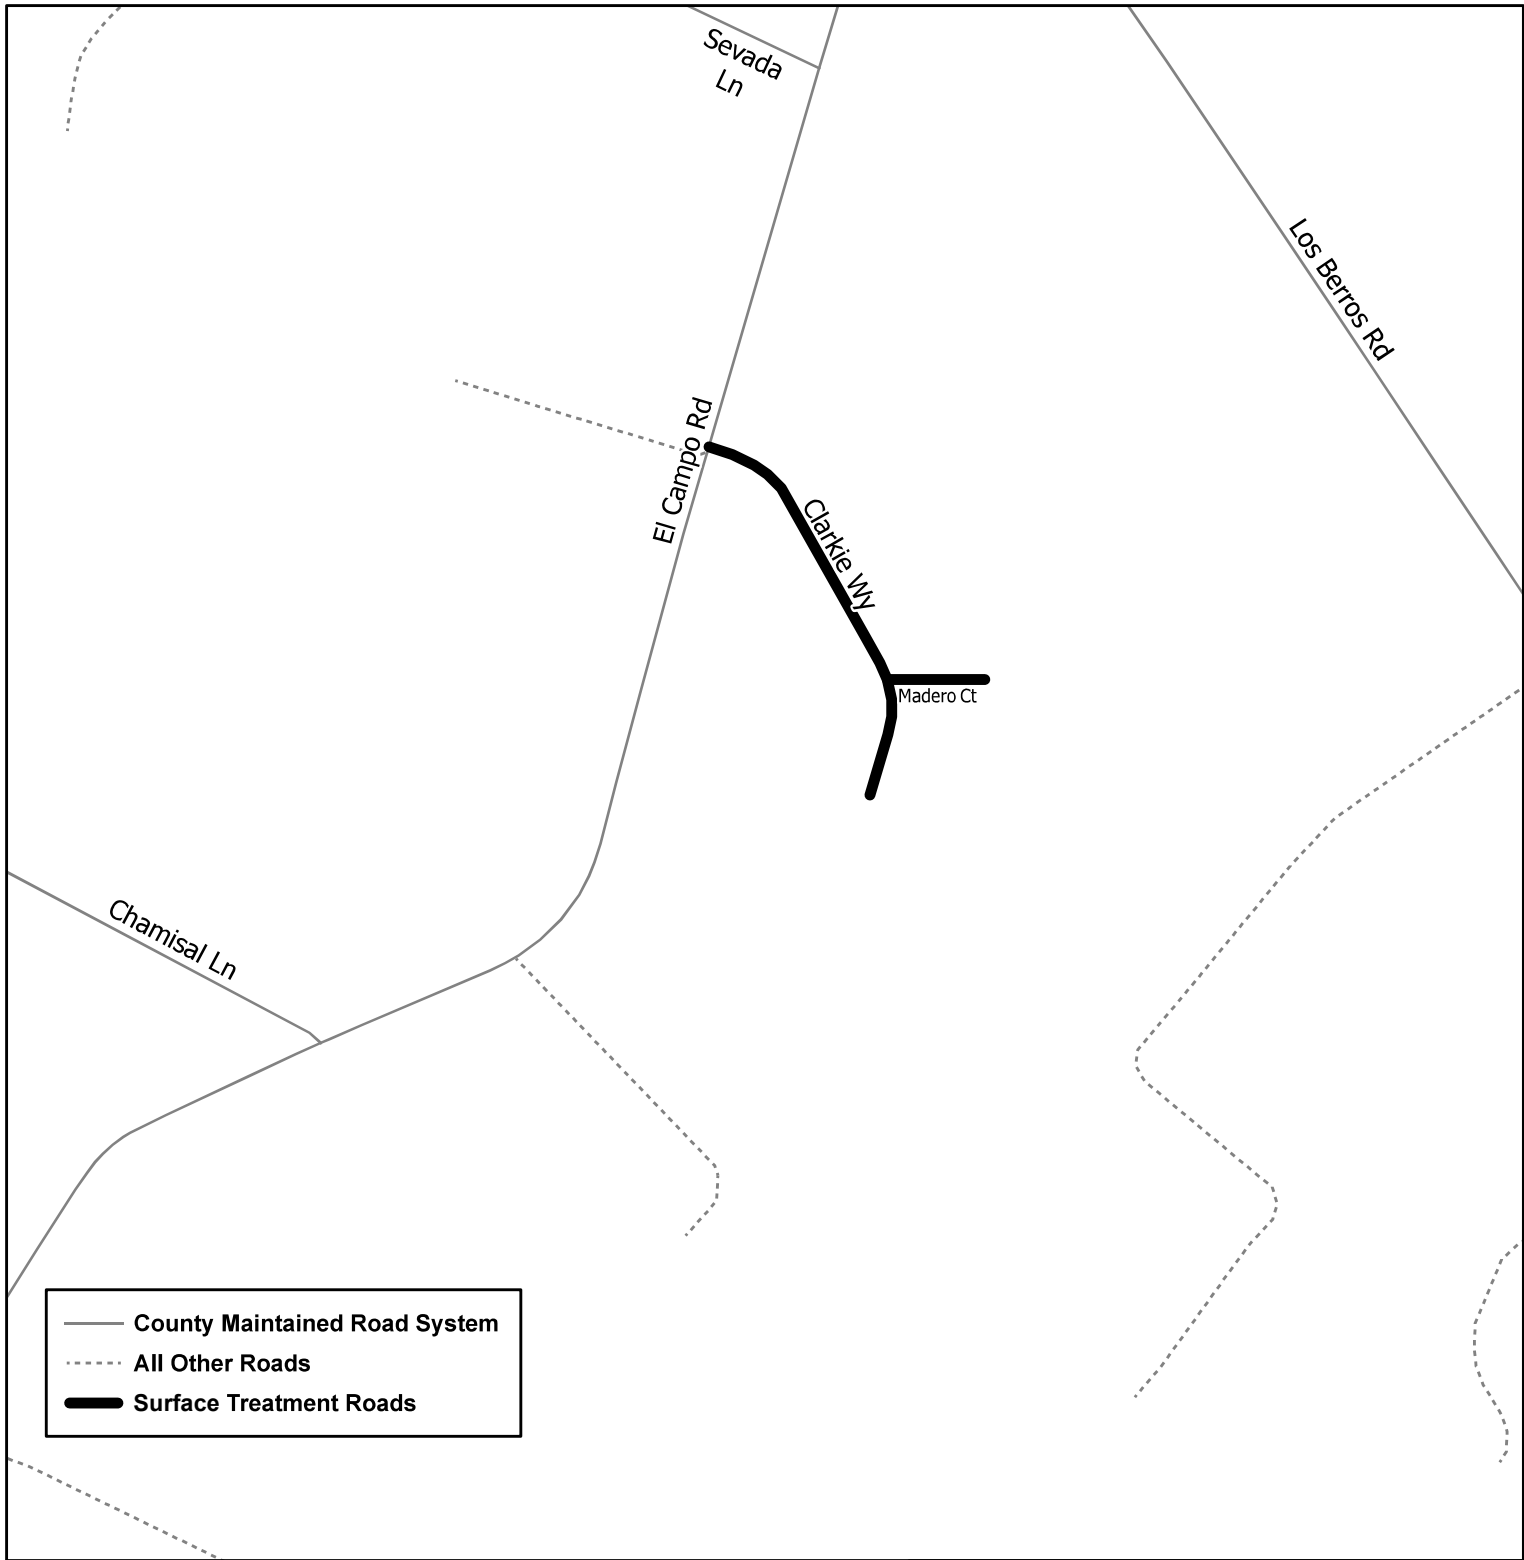 Sevada
Ln
Los Berros Rd
El Campo Rd
Clarkie Wy
Madero Ct
Chamisal Ln
County Maintained Road System
All Other Roads
Surface Treatment Roads